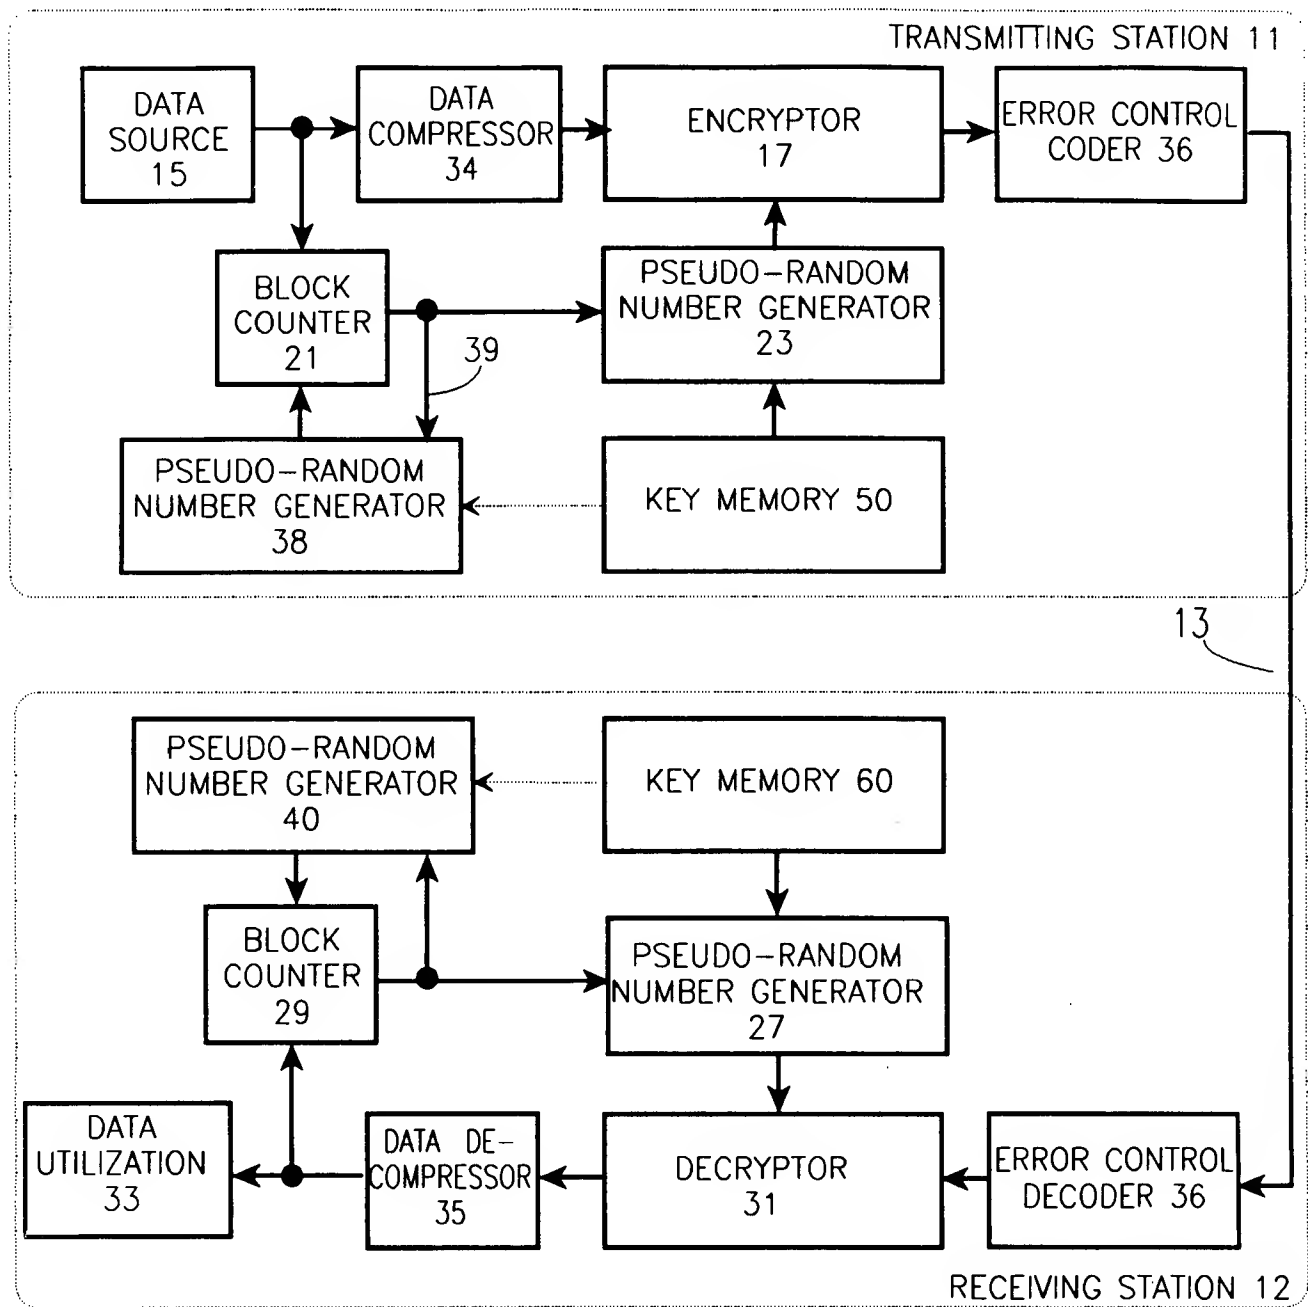 TRANSMITTING STATION 11
DATA
SOURCE
15
DATA
COMPRESSOR
34
ENCRYPTOR
17
ERROR CONTROL
CODER 36
BLOCK
COUNTER
21
PSEUDO-RANDOM
NUMBER GENERATOR
23
39
PSEUDO-RANDOM
NUMBER GENERATOR
38
KEY MEMORY 50
13
PSEUDO-RANDOM
NUMBER GENERATOR
40
KEY MEMORY 60
BLOCK
COUNTER
29
PSEUDO-RANDOM
NUMBER GENERATOR
27
DATA
UTILIZATION
33
DATA DE-
COMPRESSOR
35
DECRYPTOR
31
ERROR CONTROL
DECODER 36
RECEIVING STATION 12